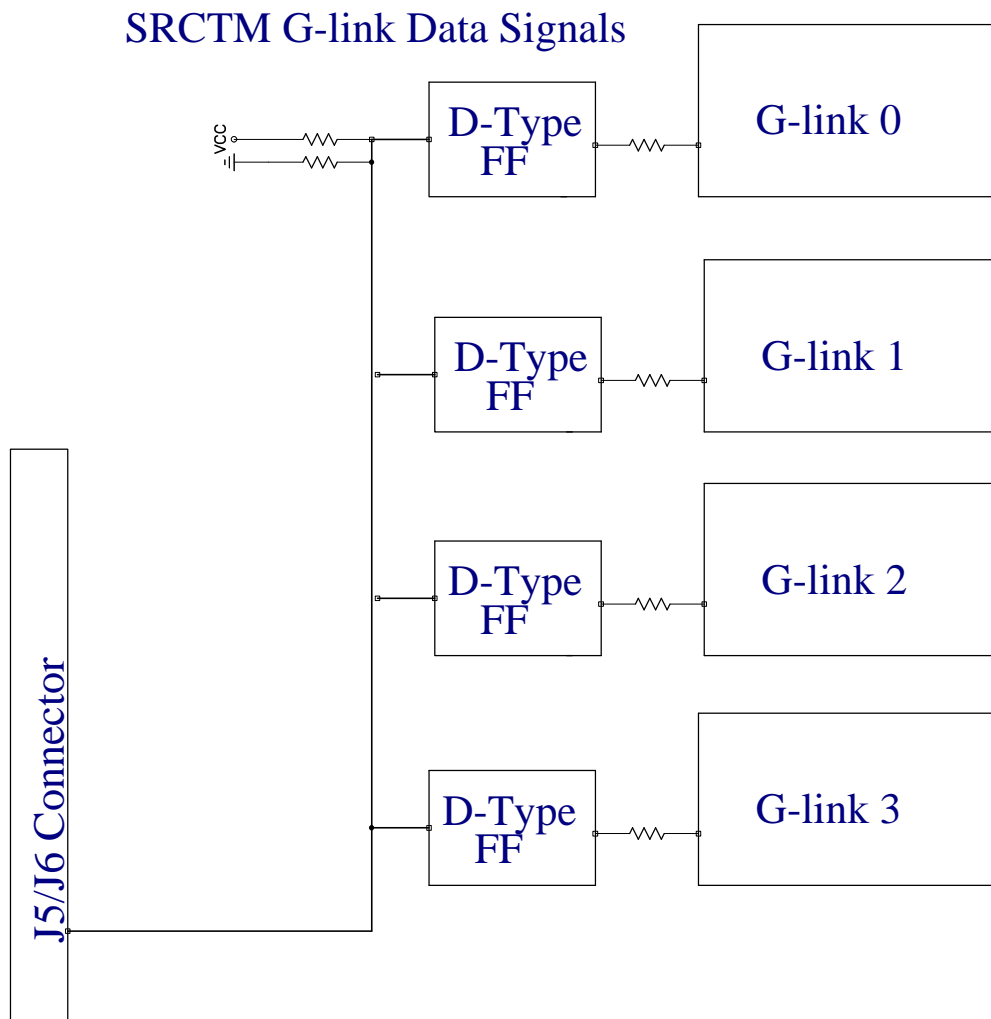 SRCTM G-link Data Signals
VCC
D-Type
FF
G-link 0
D-Type
FF
G-link 1
D-Type
FF
G-link 2
D-Type
FF
G-link 3
J5/J6 Connector